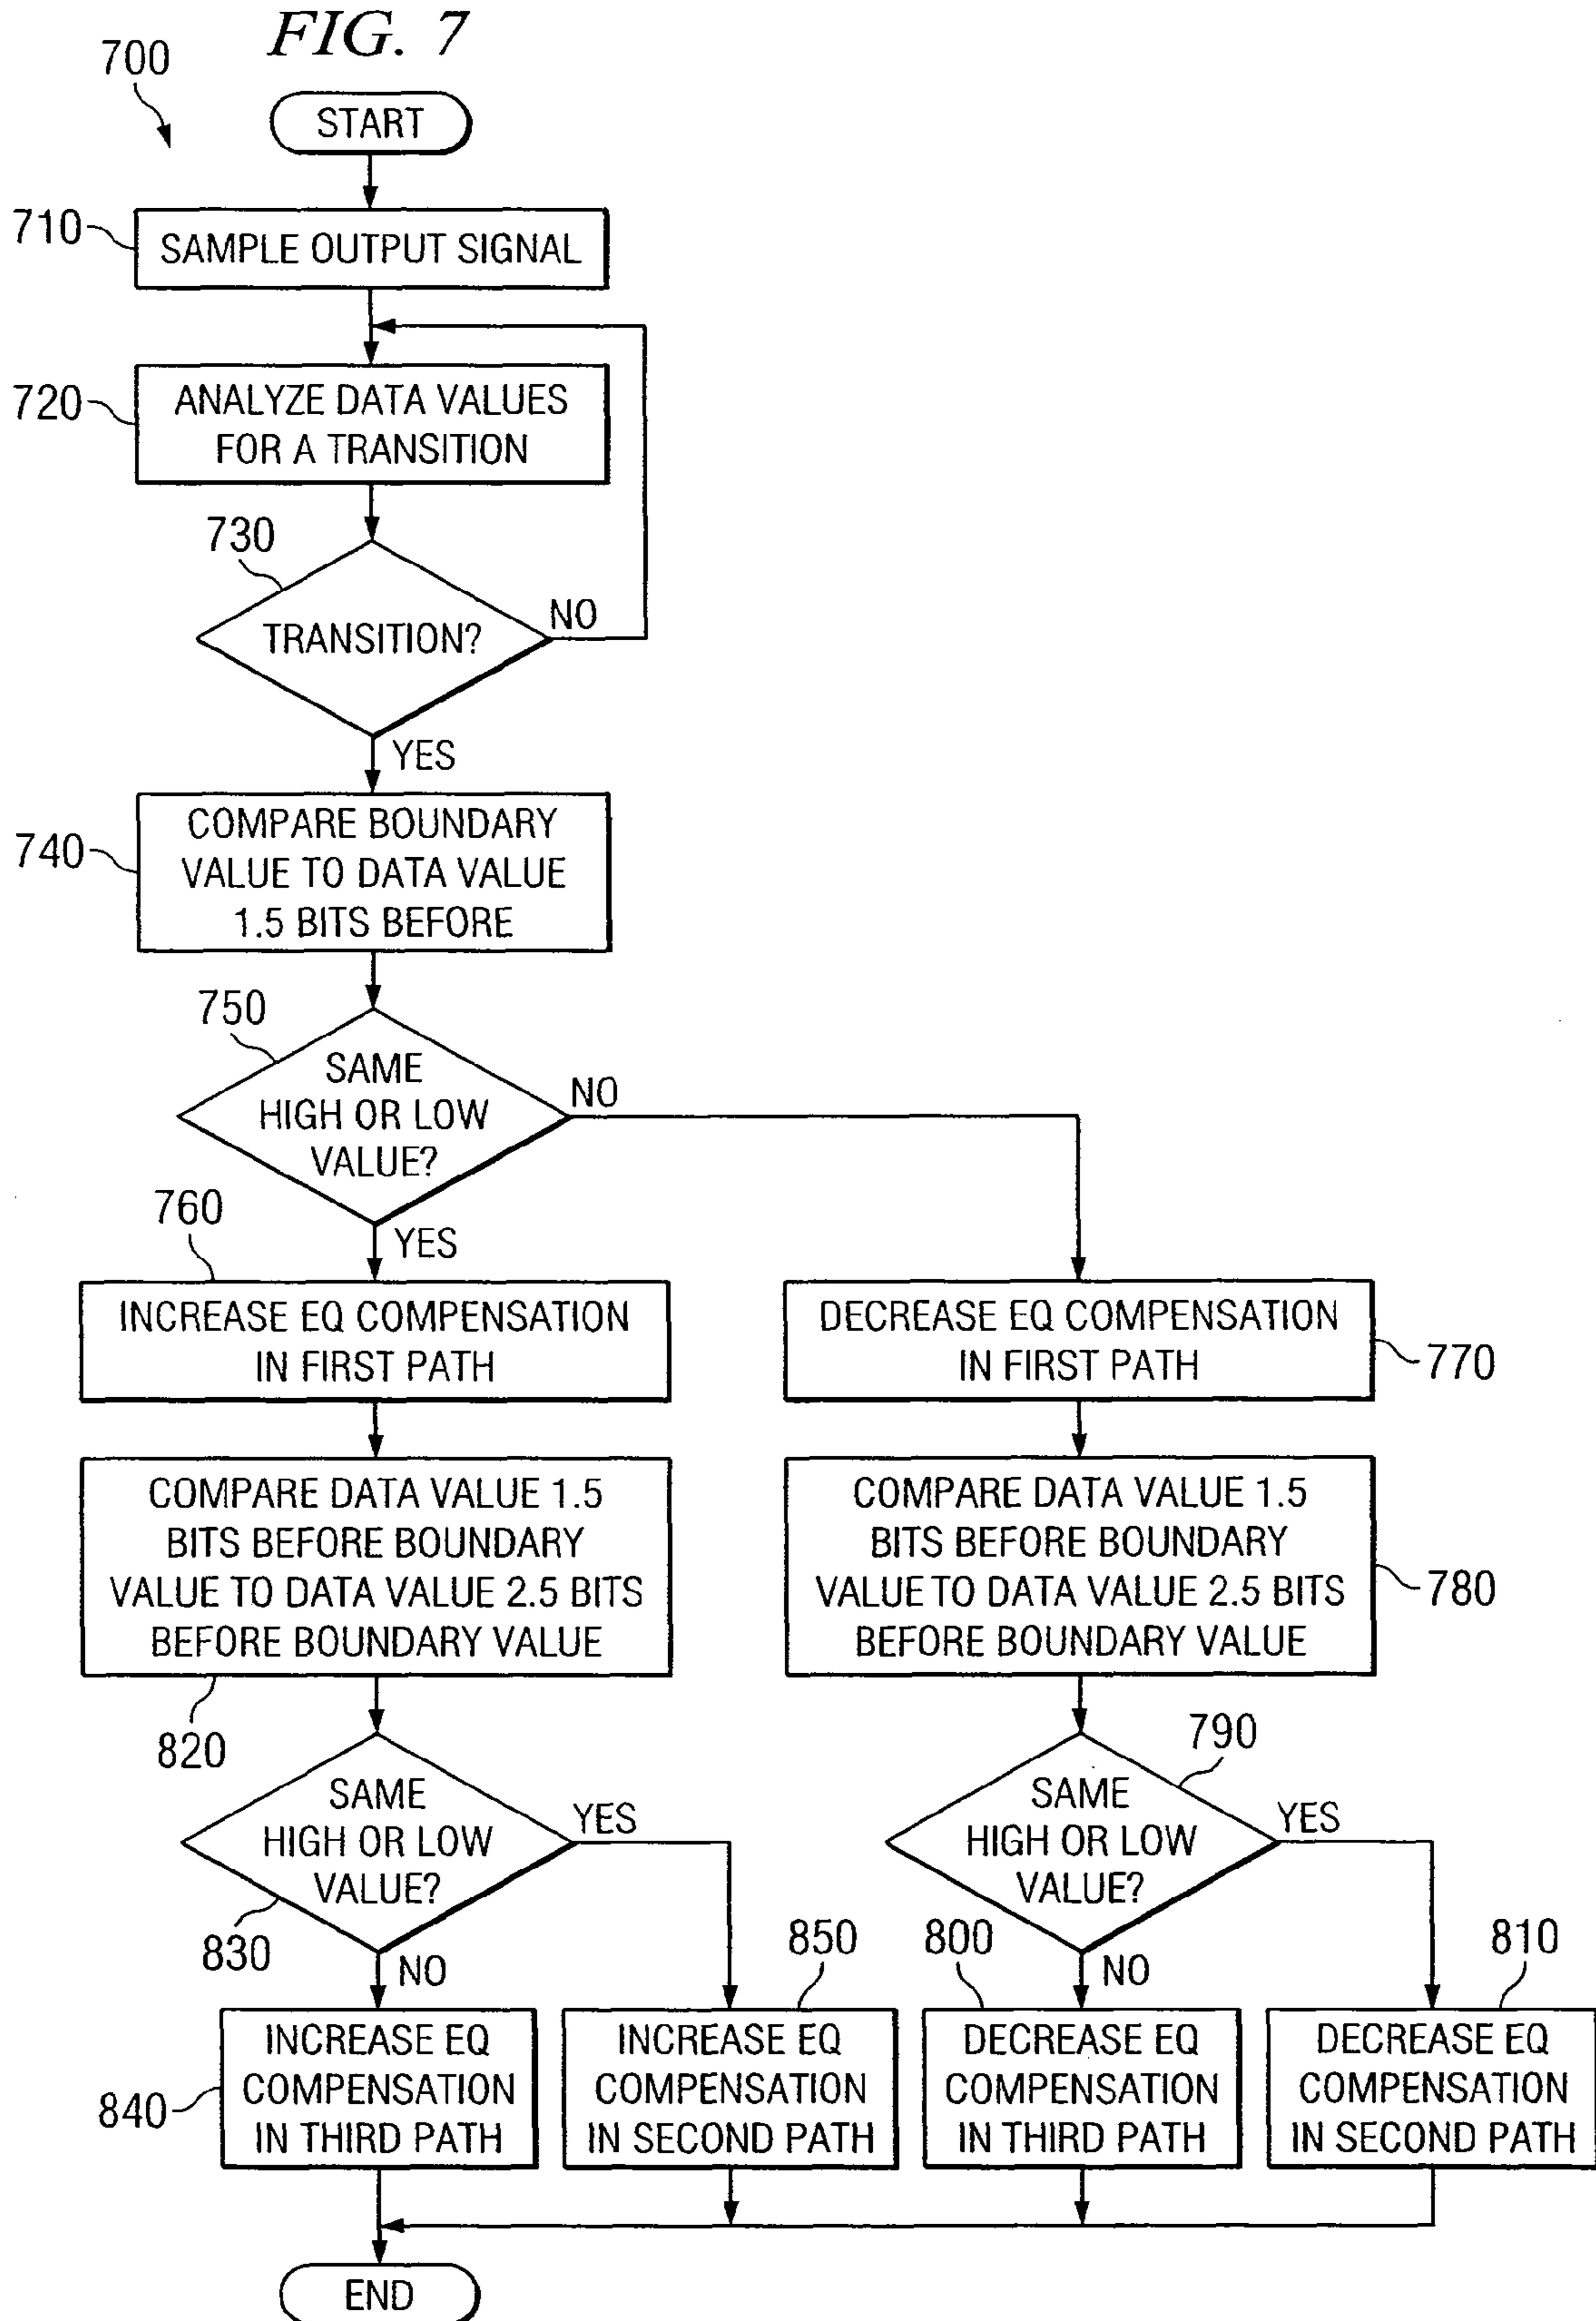 FIG. 7
700
START
710
SAMPLE OUTPUT SIGNAL
720
ANALYZE DATA VALUES
FOR A TRANSITION
730
TRANSITION?
NO
YES
740
COMPARE BOUNDARY
VALUE TO DATA VALUE
1.5 BITS BEFORE
750
SAME
HIGH OR LOW
VALUE?
NO
YES
760
INCREASE EQ COMPENSATION
IN FIRST PATH
DECREASE EQ COMPENSATION
IN FIRST PATH
770
COMPARE DATA VALUE 1.5
BITS BEFORE BOUNDARY
VALUE TO DATA VALUE 2.5 BITS
BEFORE BOUNDARY VALUE
820
COMPARE DATA VALUE 1.5
BITS BEFORE BOUNDARY
VALUE TO DATA VALUE 2.5 BITS
BEFORE BOUNDARY VALUE
780
SAME
HIGH OR LOW
VALUE?
830
YES
NO
790
SAME
HIGH OR LOW
VALUE?
YES
NO
840
INCREASE EQ
COMPENSATION
IN THIRD PATH
850
INCREASE EQ
COMPENSATION
IN SECOND PATH
800
DECREASE EQ
COMPENSATION
IN THIRD PATH
810
DECREASE EQ
COMPENSATION
IN SECOND PATH
END